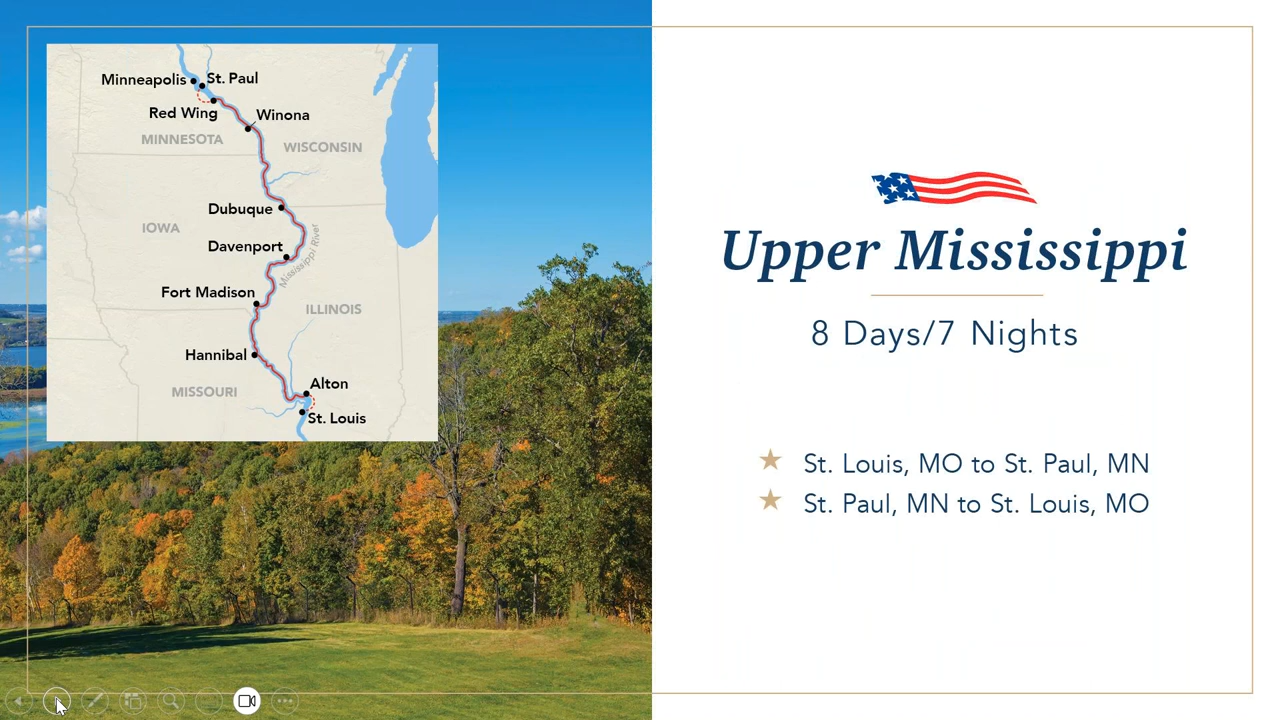 Minneapolis
St. Paul
Red Wing
Winona
MINNESOTA
WISCONSIN
Dubuque
IOWA
Davenport
Mississippi River
Fort Madison
ILLINOIS
Hannibal
Alton
MISSOURI
St. Louis
Upper Mississippi
8 Days/7 Nights
St. Louis, MO to St. Paul, MN
St. Paul, MN to St. Louis, MO